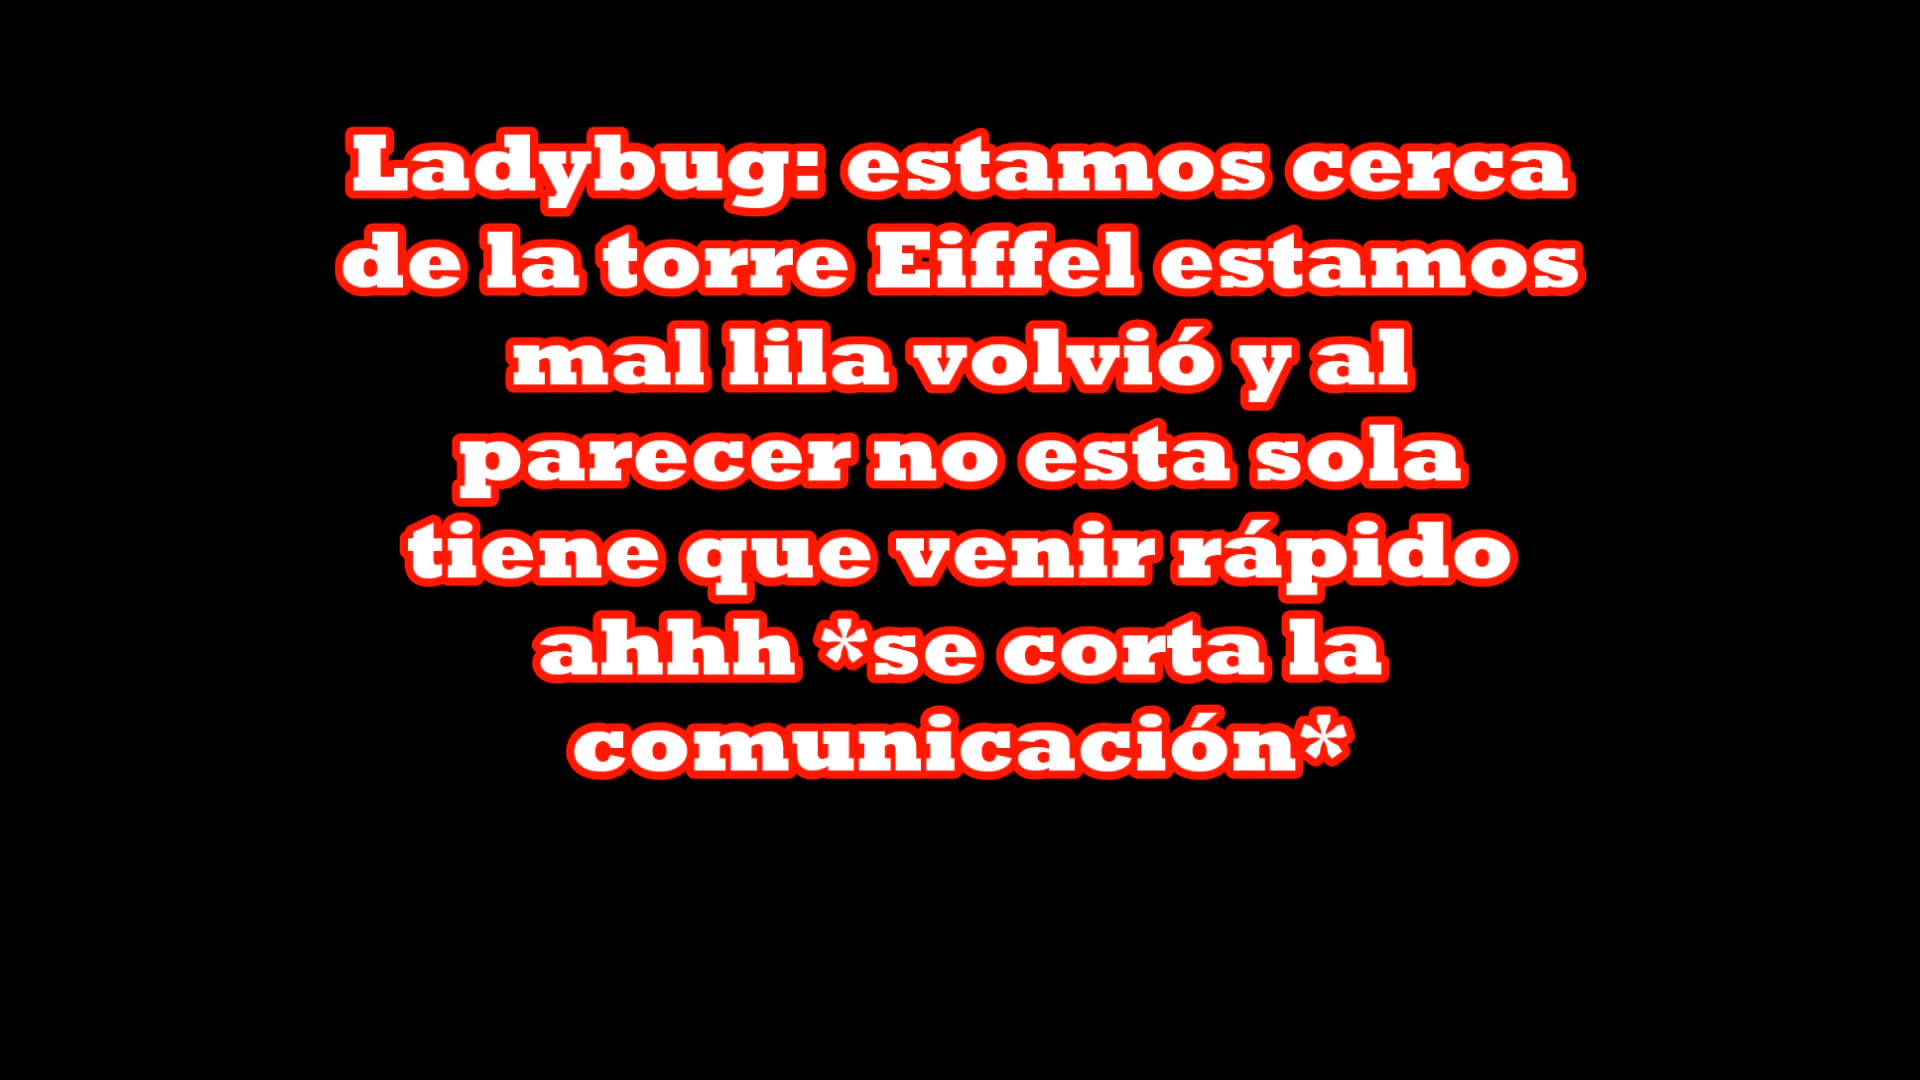 Ladybug: estamos cerca
de la torre Eiffel estamos
mal lila volvió y al
parecer no esta sola
tiene que venir rápido
ahhh *se corta la
comunicación*